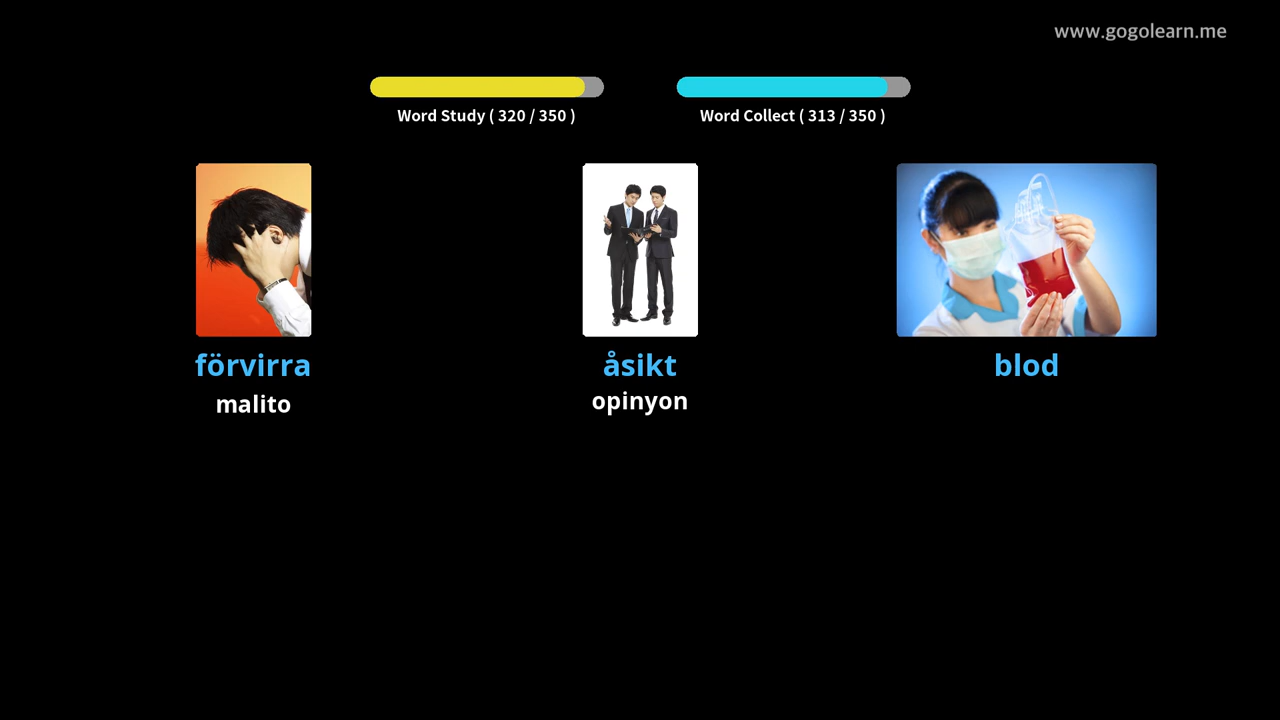 www.gogolearn.me
Word Study ( 320 / 350 )
Word Collect ( 313 / 350 )
förvirra
malito
åsikt
opinyon
blod